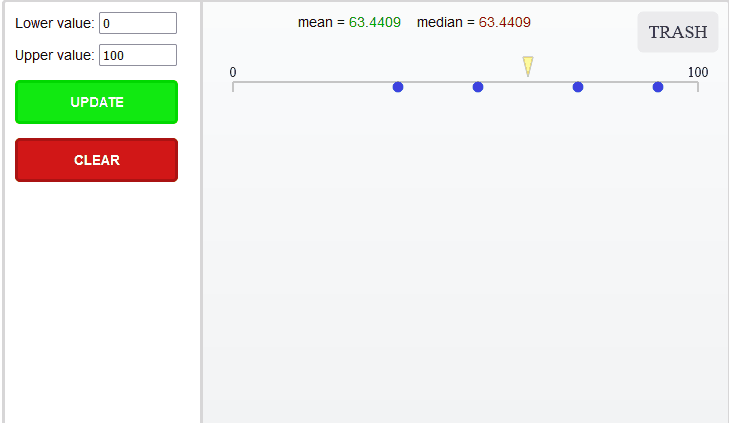 Lower value: 0
Upper value: 100
UPDATE
CLEAR
mean = 63.4409 median = 63.4409
TRASH
0 100